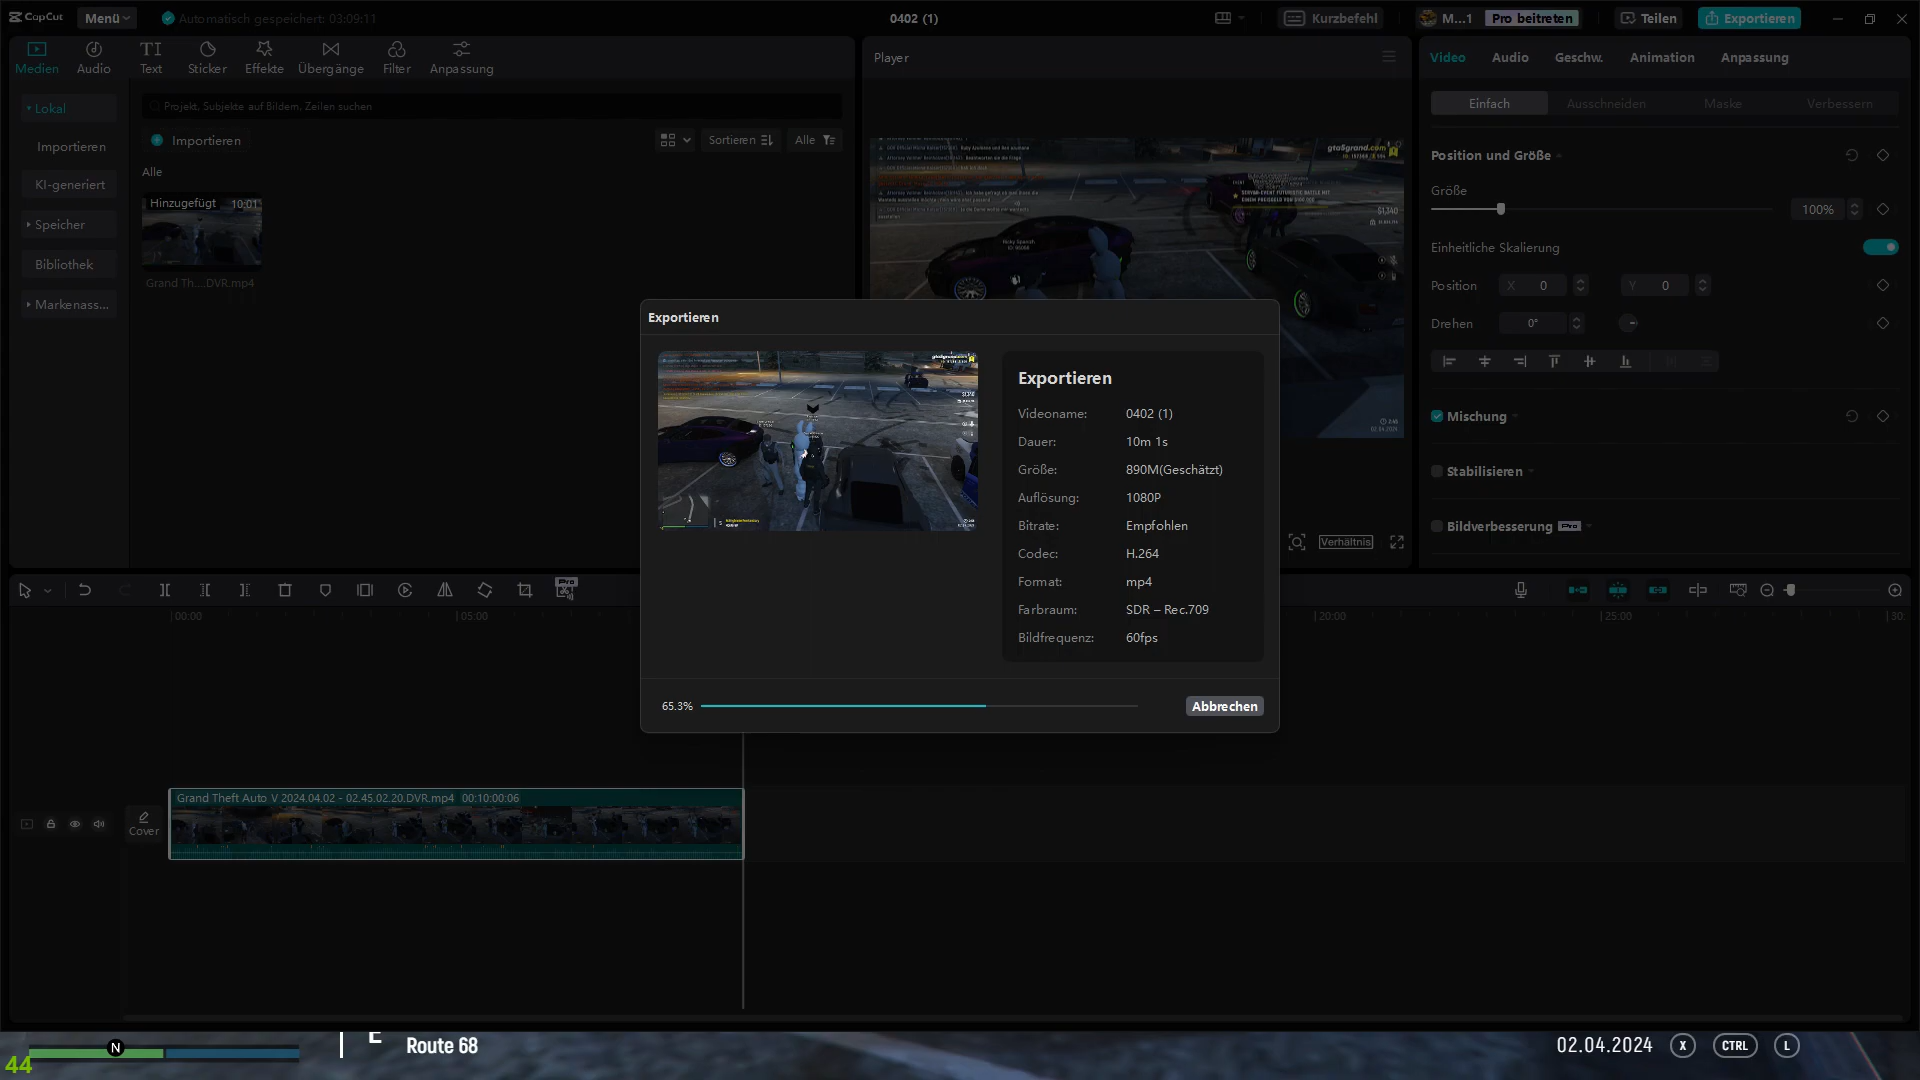 CapCut
Menü
Automatisch gespeichert: 03:09:11
0402 (1)
Kurzbefehl
M...1
Pro beitreten
Teilen
Exportieren
Medien
Audio
Text
Sticker
Effekte
Übergänge
Filter
Anpassung
Player
Video
Audio
Geschw.
Animation
Anpassung
Lokal
Importieren
KI-generiert
Speicher
Bibliothek
Markenass...
Projekt, Subjekte auf Bildern, Zeilen suchen
Importieren
Sortieren
Alle
Alle
Hinzugefügt 10:01
Grand Th....DVR.mp4
gta5grand.com
Einfach
Ausschneiden
Maske
Verbessern
Position und Größe
Größe
100%
Einheitliche Skalierung
Position X 0 Y 0
Drehen 0°
Mischung
Stabilisieren
Bildverbesserung Pro
Verhältnis
Exportieren
Exportieren
Videoname: 0402 (1)
Dauer: 10m 1s
Größe: 890M(Geschätzt)
Auflösung: 1080P
Bitrate: Empfohlen
Codec: H.264
Format: mp4
Farbraum: SDR – Rec.709
Bildfrequenz: 60fps
65.3%
Abbrechen
Pro
00:00
05:00
20:00
25:00
30:
Cover
Grand Theft Auto V 2024.04.02 - 02.45.02.20.DVR.mp4 00:10:00:06
N
44
E
Route 68
02.04.2024
X
CTRL
L